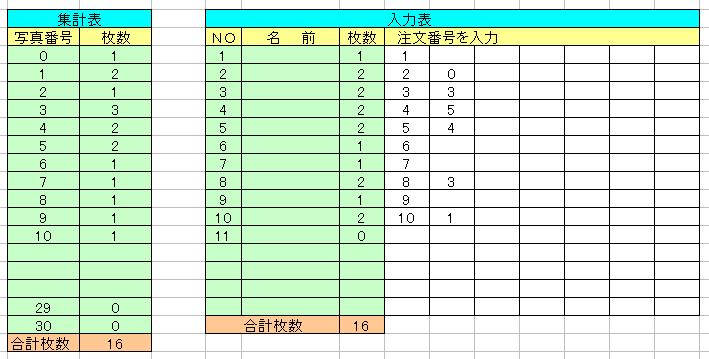 集計表
写真番号 枚数
0 1
1 2
2 1
3 3
4 2
5 2
6 1
7 1
8 1
9 1
10 1
29 0
30 0
合計枚数 16
入力表
NO 名 前 枚数 注文番号を入力
1 1 1
2 2 2 0
3 2 3 3
4 2 4 5
5 2 5 4
6 1 6
7 1 7
8 2 8 3
9 1 9
10 2 10 1
11 0
合計枚数 16